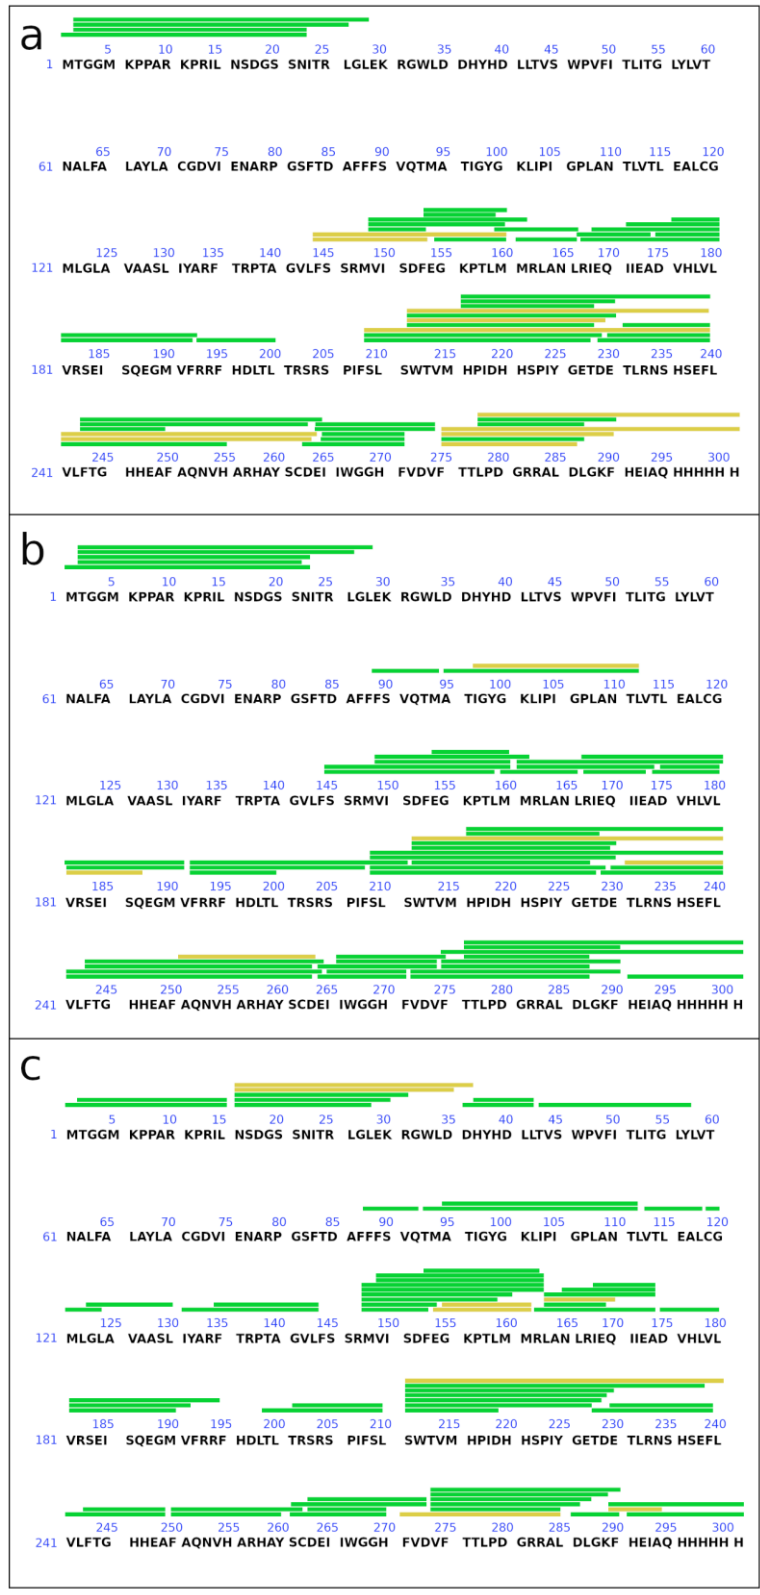 a
5 10 15 20 25 30 35 40 45 50 55 60
1 MTGGM KPPAR KPRIL NSDGS SNITR LGLEK RGWLD DHYHD LLTVS WPVFI TLITG LYLVT
65 70 75 80 85 90 95 100 105 110 115 120
61 NALFA LAYLA CGDVI ENARP GSFTD AFFFS VQTMA TIGYG KLIPI GPLAN TLVTL EALCG
125 130 135 140 145 150 155 160 165 170 175 180
121 MLGLA VAASL IYARF TRPTA GVLFS SRMVI SDFEG KPTLM MRLAN LRIEQ IIEAD VHLVL
185 190 195 200 205 210 215 220 225 230 235 240
181 VRSEI SQEGM VFRRF HDLTL TRSRS PIFSL SWTVM HPIDH HSPIY GETDE TLRNS HSEFL
245 250 255 260 265 270 275 280 285 290 295 300
241 VLFTG HHEAF AQNVH ARHAY SCDEI IWGGH FVDVF TTLPD GRRAL DLGKF HEIAQ HHHHH H
b
5 10 15 20 25 30 35 40 45 50 55 60
1 MTGGM KPPAR KPRIL NSDGS SNITR LGLEK RGWLD DHYHD LLTVS WPVFI TLITG LYLVT
65 70 75 80 85 90 95 100 105 110 115 120
61 NALFA LAYLA CGDVI ENARP GSFTD AFFFS VQTMA TIGYG KLIPI GPLAN TLVTL EALCG
125 130 135 140 145 150 155 160 165 170 175 180
121 MLGLA VAASL IYARF TRPTA GVLFS SRMVI SDFEG KPTLM MRLAN LRIEQ IIEAD VHLVL
185 190 195 200 205 210 215 220 225 230 235 240
181 VRSEI SQEGM VFRRF HDLTL TRSRS PIFSL SWTVM HPIDH HSPIY GETDE TLRNS HSEFL
245 250 255 260 265 270 275 280 285 290 295 300
241 VLFTG HHEAF AQNVH ARHAY SCDEI IWGGH FVDVF TTLPD GRRAL DLGKF HEIAQ HHHHH H
c
5 10 15 20 25 30 35 40 45 50 55 60
1 MTGGM KPPAR KPRIL NSDGS SNITR LGLEK RGWLD DHYHD LLTVS WPVFI TLITG LYLVT
65 70 75 80 85 90 95 100 105 110 115 120
61 NALFA LAYLA CGDVI ENARP GSFTD AFFFS VQTMA TIGYG KLIPI GPLAN TLVTL EALCG
125 130 135 140 145 150 155 160 165 170 175 180
121 MLGLA VAASL IYARF TRPTA GVLFS SRMVI SDFEG KPTLM MRLAN LRIEQ IIEAD VHLVL
185 190 195 200 205 210 215 220 225 230 235 240
181 VRSEI SQEGM VFRRF HDLTL TRSRS PIFSL SWTVM HPIDH HSPIY GETDE TLRNS HSEFL
245 250 255 260 265 270 275 280 285 290 295 300
241 VLFTG HHEAF AQNVH ARHAY SCDEI IWGGH FVDVF TTLPD GRRAL DLGKF HEIAQ HHHHH H